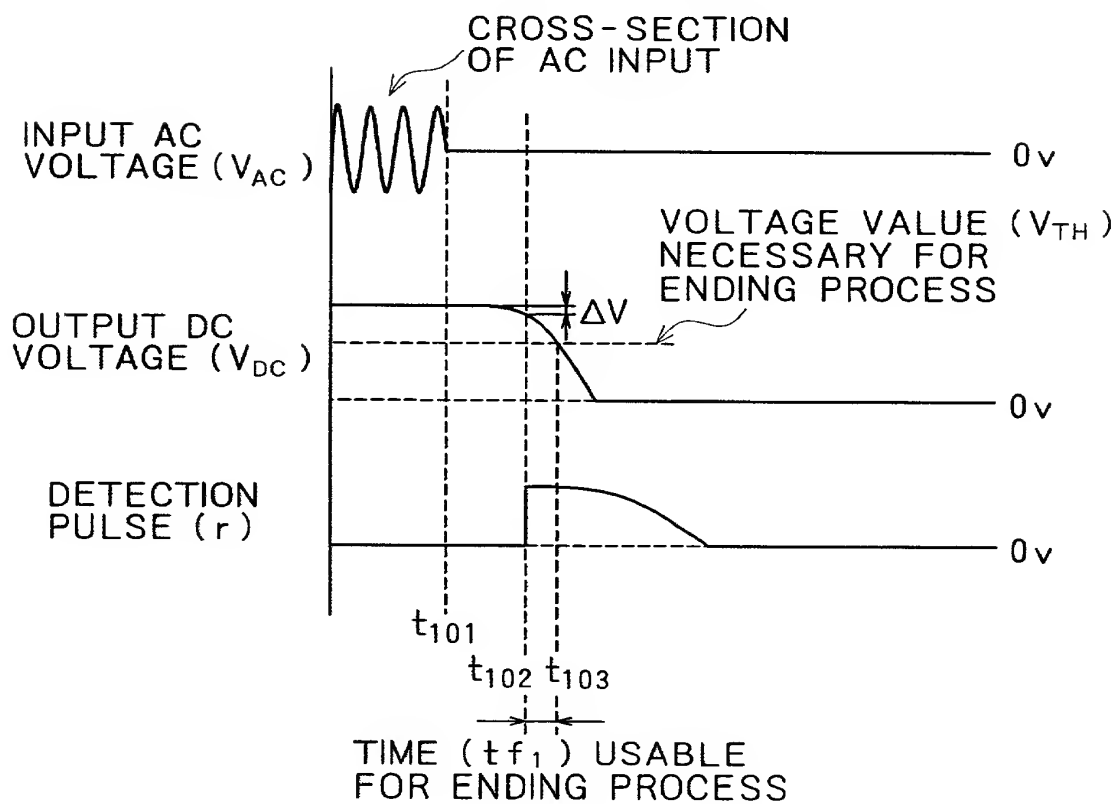 CROSS-SECTION
OF AC INPUT
INPUT AC
VOLTAGE (VAC)
0v
VOLTAGE VALUE (VTH)
NECESSARY FOR
ENDING PROCESS
ΔV
OUTPUT DC
VOLTAGE (VDC)
0v
DETECTION
PULSE (r)
0v
t101
t102
t103
TIME (tf1) USABLE
FOR ENDING PROCESS